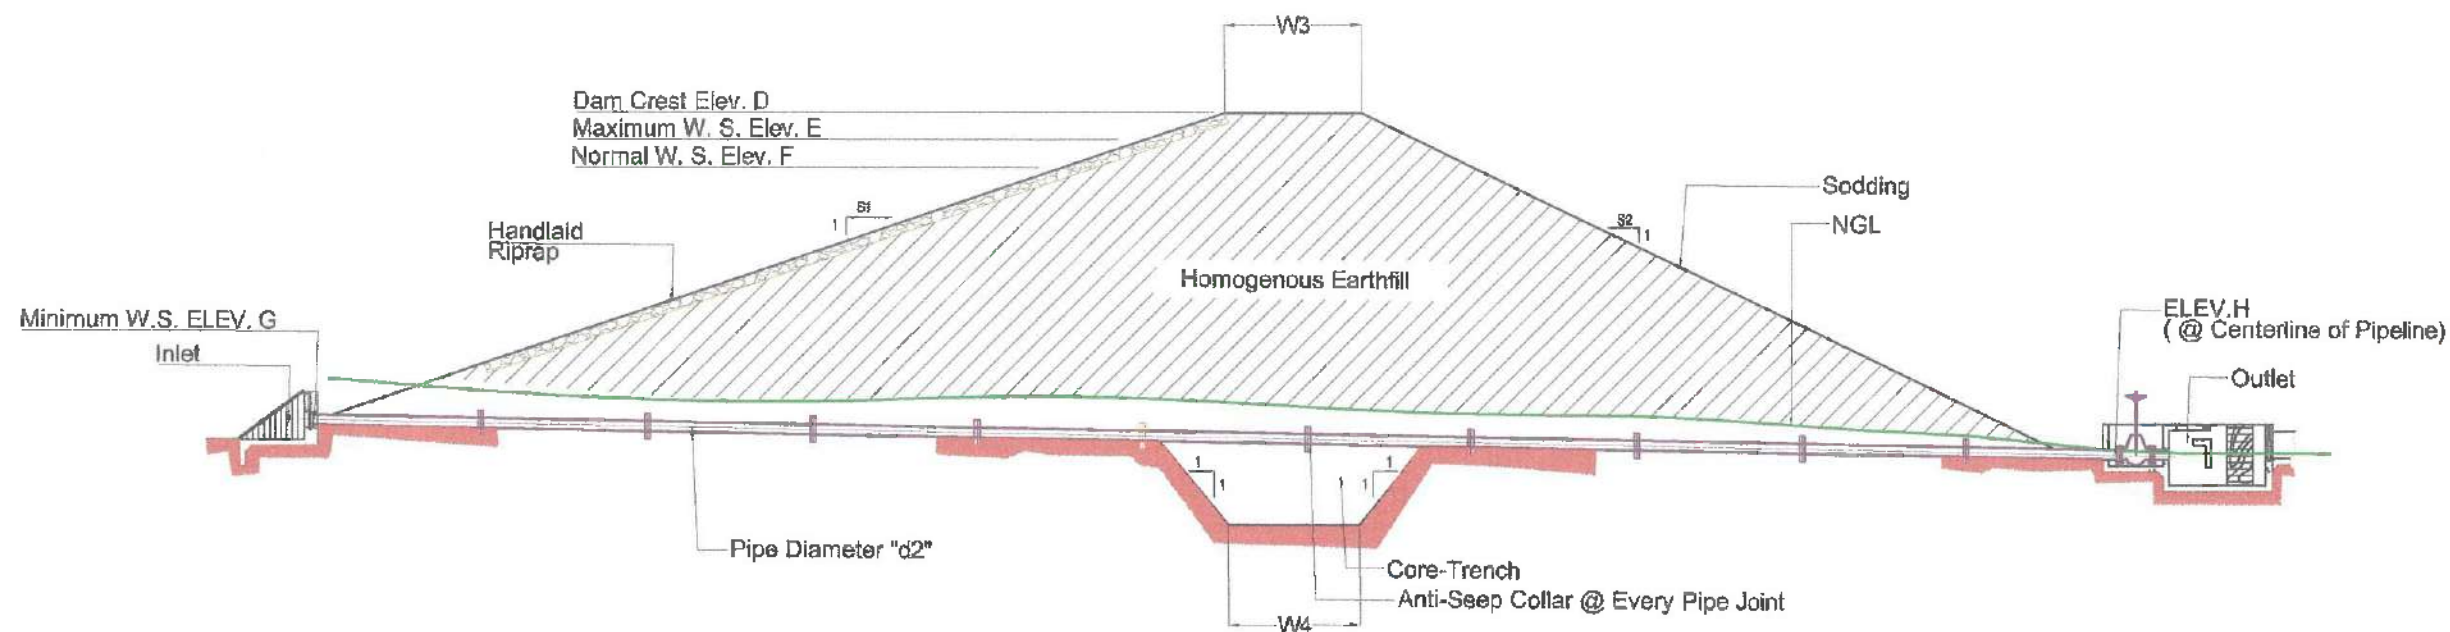 W3
Dam Crest Elev. D
Maximum W. S. Elev. E
Normal W. S. Elev. F
Sodding
S1
1
S2
1
NGL
Handlaid
Riprap
Homogenous Earthfill
Minimum W.S. ELEV. G
ELEV.H
( @ Centerline of Pipeline)
Inlet
Outlet
1
1
1
1
Pipe Diameter "d2"
Core-Trench
Anti-Seep Collar @ Every Pipe Joint
W4